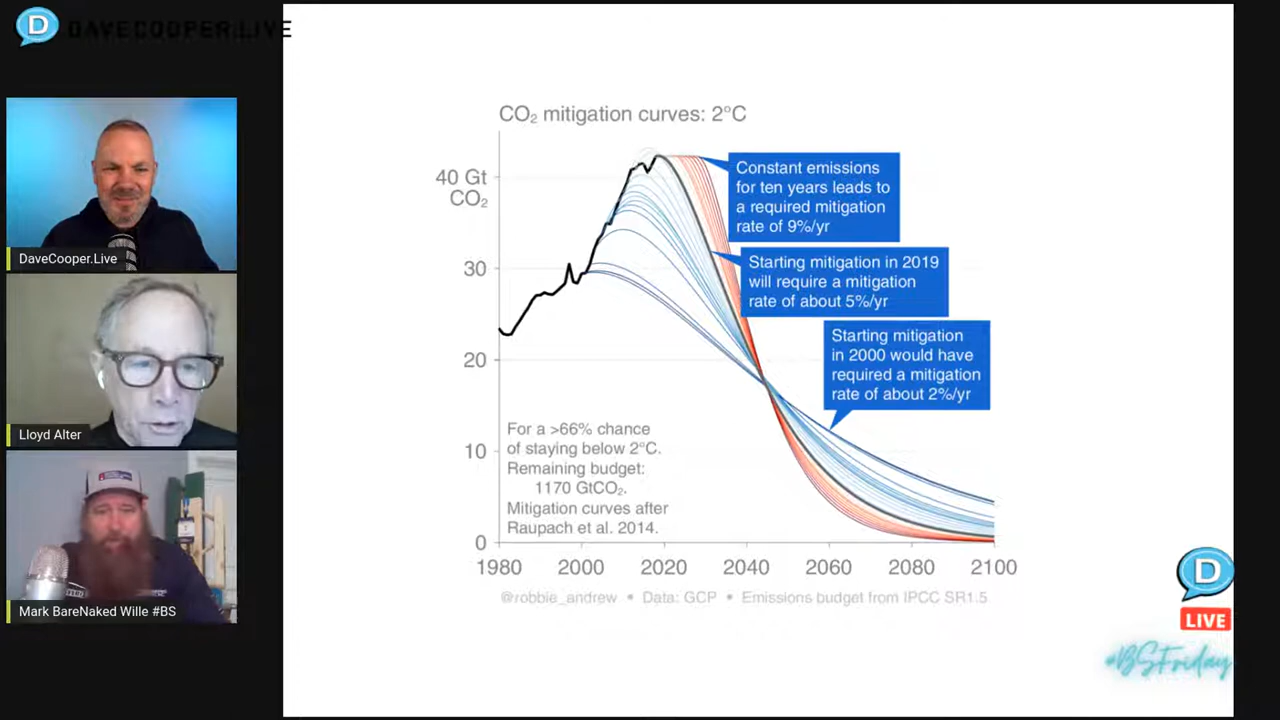 D DAVECOOPER.LIVE
DaveCooper.Live
Lloyd Alter
Mark BareNaked Wille #BS
CO₂ mitigation curves: 2°C
40 Gt
CO₂
30
20
10
0
1980 2000 2020 2040 2060 2080 2100
Constant emissions
for ten years leads to
a required mitigation
rate of 9%/yr
Starting mitigation in 2019
will require a mitigation
rate of about 5%/yr
Starting mitigation
in 2000 would have
required a mitigation
rate of about 2%/yr
For a >66% chance
of staying below 2°C.
Remaining budget:
1170 GtCO₂.
Mitigation curves after
Raupach et al. 2014.
@robbie_andrew • Data: GCP • Emissions budget from IPCC SR1.5
D
LIVE
#BSFriday